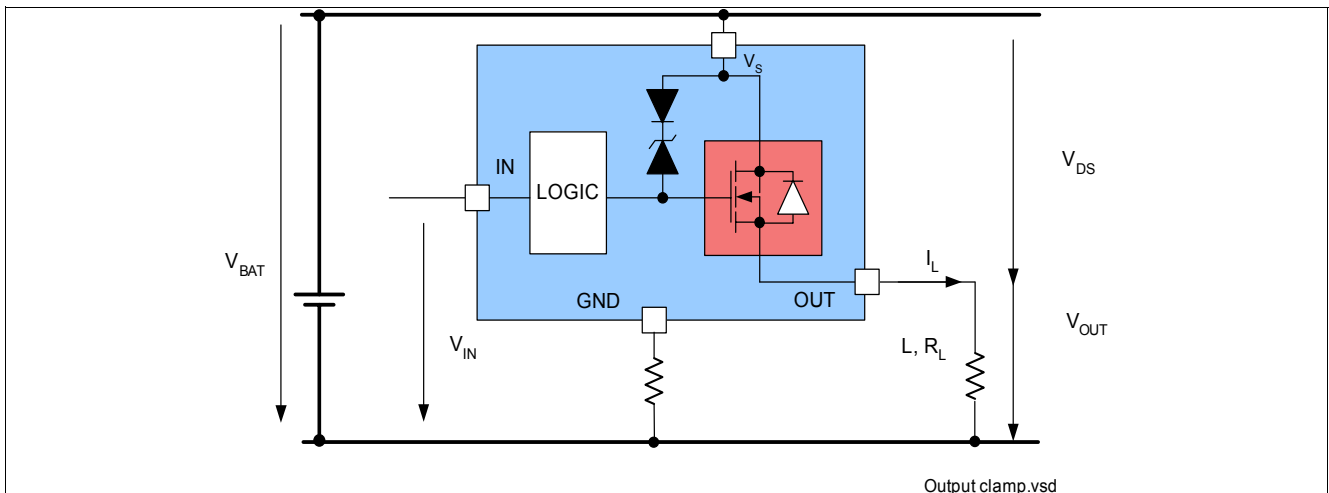 V_S
IN
LOGIC
V_DS
V_BAT
I_L
GND
OUT
V_OUT
V_IN
L, R_L
Output clamp.vsd